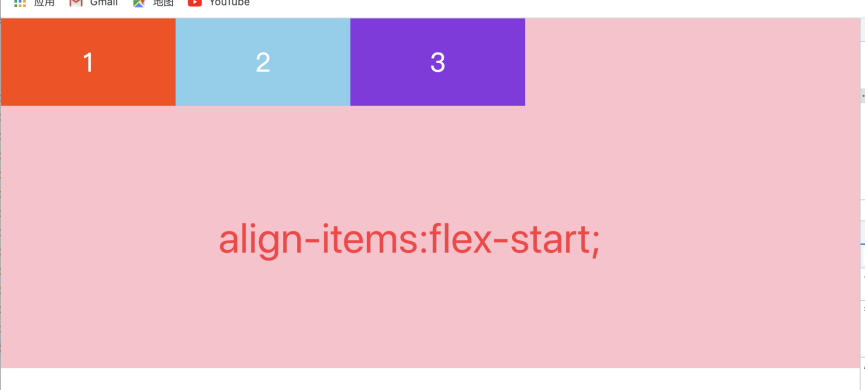 应用 Gmail 地图 YouTube
1 2 3
align-items:flex-start;